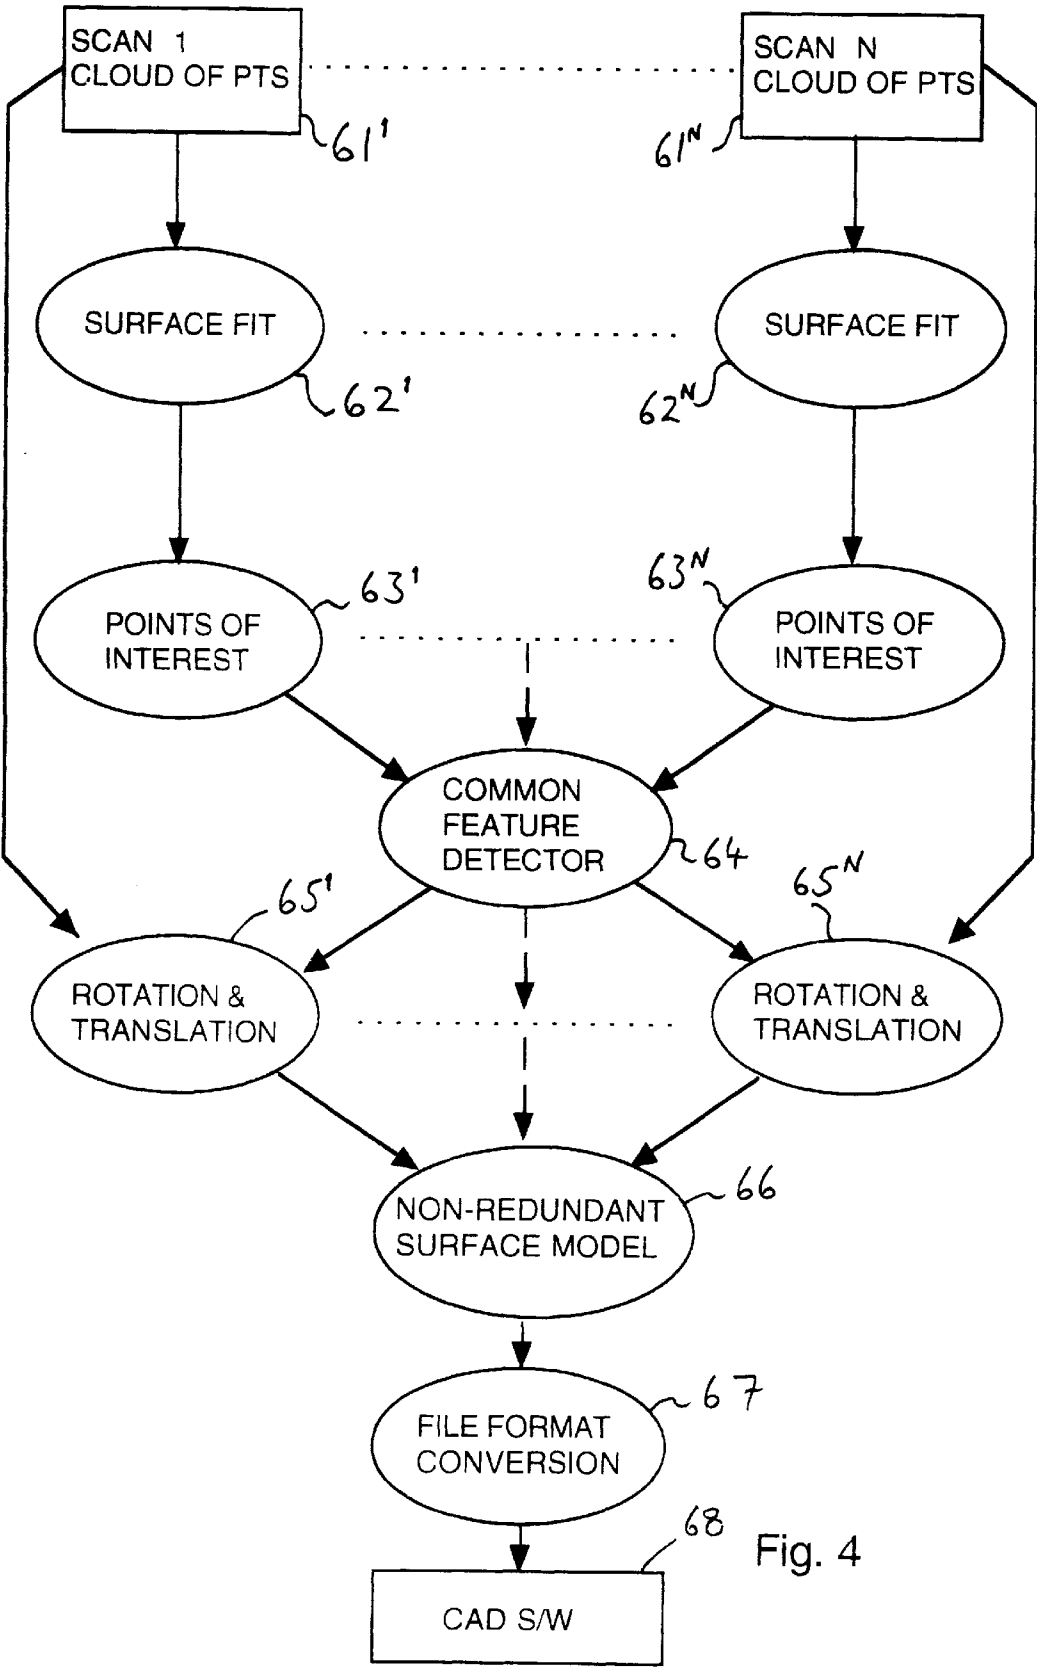 SCAN 1
CLOUD OF PTS
SCAN N
CLOUD OF PTS
61¹
61ᴺ
SURFACE FIT
SURFACE FIT
62¹
62ᴺ
63¹
63ᴺ
POINTS OF
INTEREST
POINTS OF
INTEREST
COMMON
FEATURE
DETECTOR
64
65¹
65ᴺ
ROTATION &
TRANSLATION
ROTATION &
TRANSLATION
66
NON-REDUNDANT
SURFACE MODEL
67
FILE FORMAT
CONVERSION
68
Fig. 4
CAD S/W